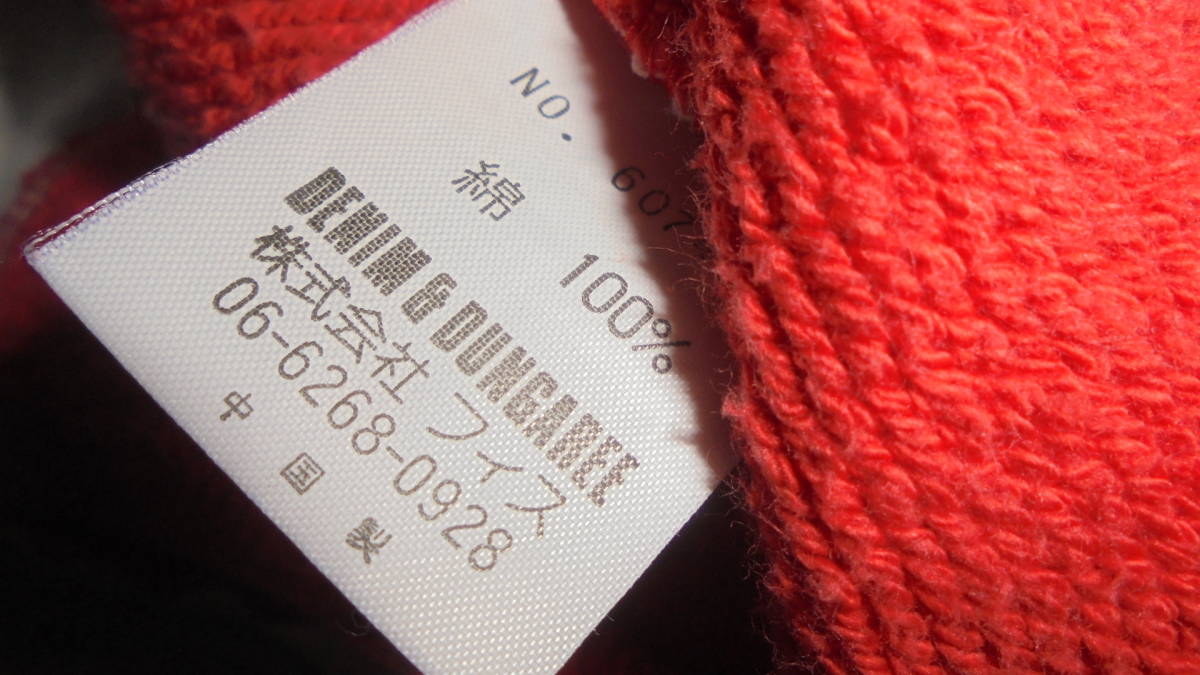 NO. 607
綿 100%
DENIM & DUNGAREE
株式会社 フィス
06-6268-0928
中国製